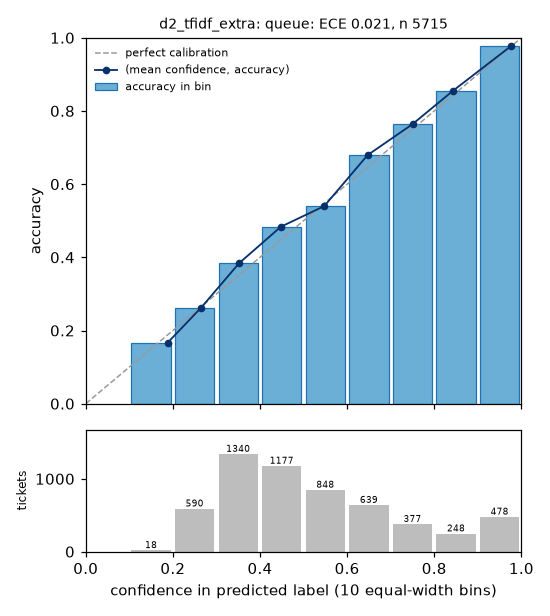 d2_tfidf_extra: queue: ECE 0.021, n 5715
perfect calibration
(mean confidence, accuracy)
accuracy in bin
1.0
0.8
0.6
0.4
0.2
0.0
accuracy
1340
1177
848
639
590
478
377
248
18
1000
0
tickets
0.0 0.2 0.4 0.6 0.8 1.0
confidence in predicted label (10 equal-width bins)